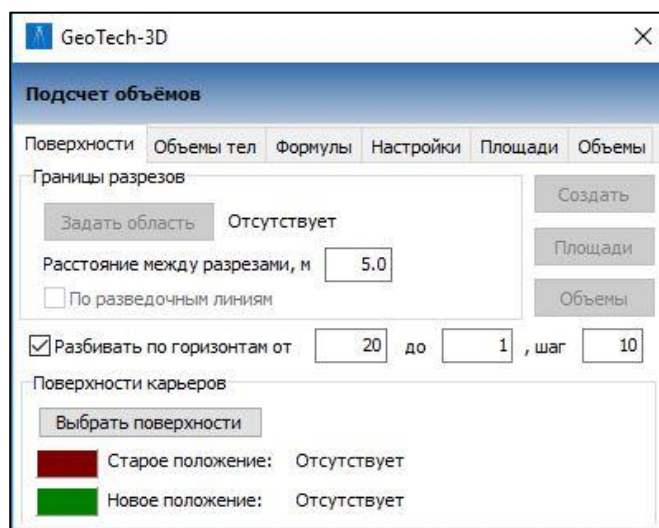 GeoTech-3D
Подсчет объёмов
Поверхности Объемы тел Формулы Настройки Площади Объемы
Границы разрезов
Создать
Задать область Отсутствует
Площади
Расстояние между разрезами, м 5.0
По разведочным линиям
Объемы
Разбивать по горизонтам от 20 до 1 , шаг 10
Поверхности карьеров
Выбрать поверхности
Старое положение: Отсутствует
Новое положение: Отсутствует